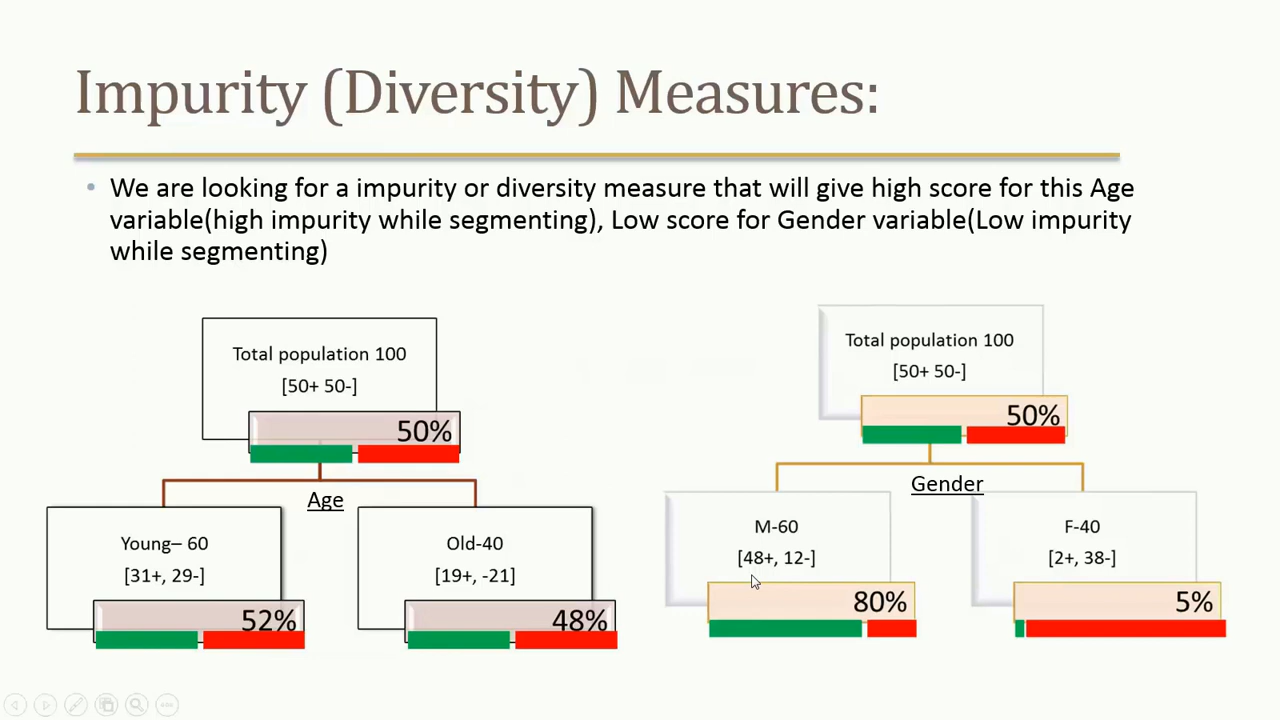 Impurity (Diversity) Measures:
• We are looking for a impurity or diversity measure that will give high score for this Age
variable(high impurity while segmenting), Low score for Gender variable(Low impurity
while segmenting)
Total population 100
[50+ 50-]
50%
Age
Young– 60
[31+, 29-]
52%
Old-40
[19+, -21]
48%
Total population 100
[50+ 50-]
50%
Gender
M-60
[48+, 12-]
80%
F-40
[2+, 38-]
5%